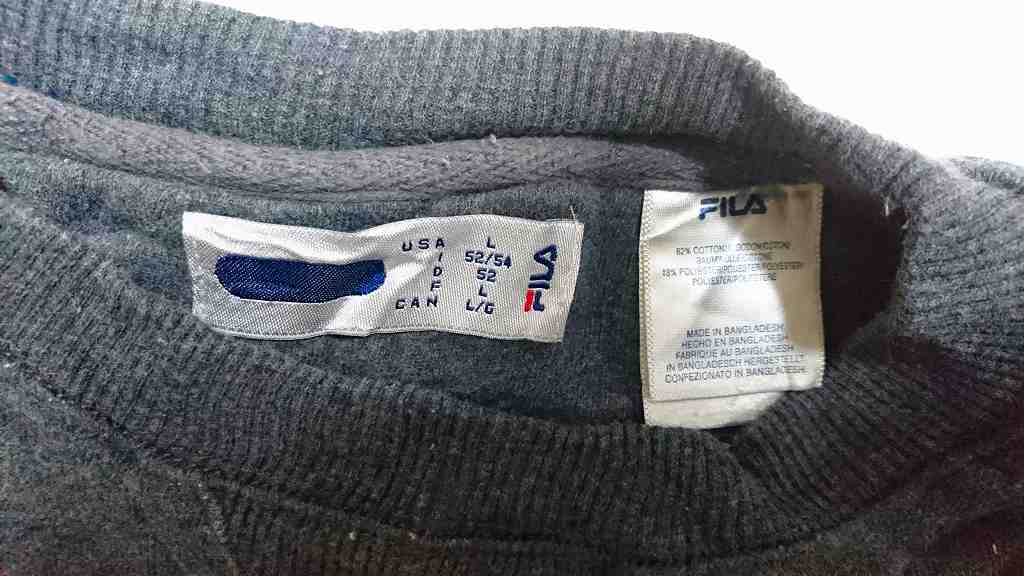 USA L
I 52/54
D 52
F L
CAN L/G
FILA
FILA
MADE IN BANGLADESH
HECHO EN BANGLADESH
FABRIQUE AU BANGLADESH
IN BANGLADESCH HERGESTELLT
CONFEZIONATO IN BANGLADESH